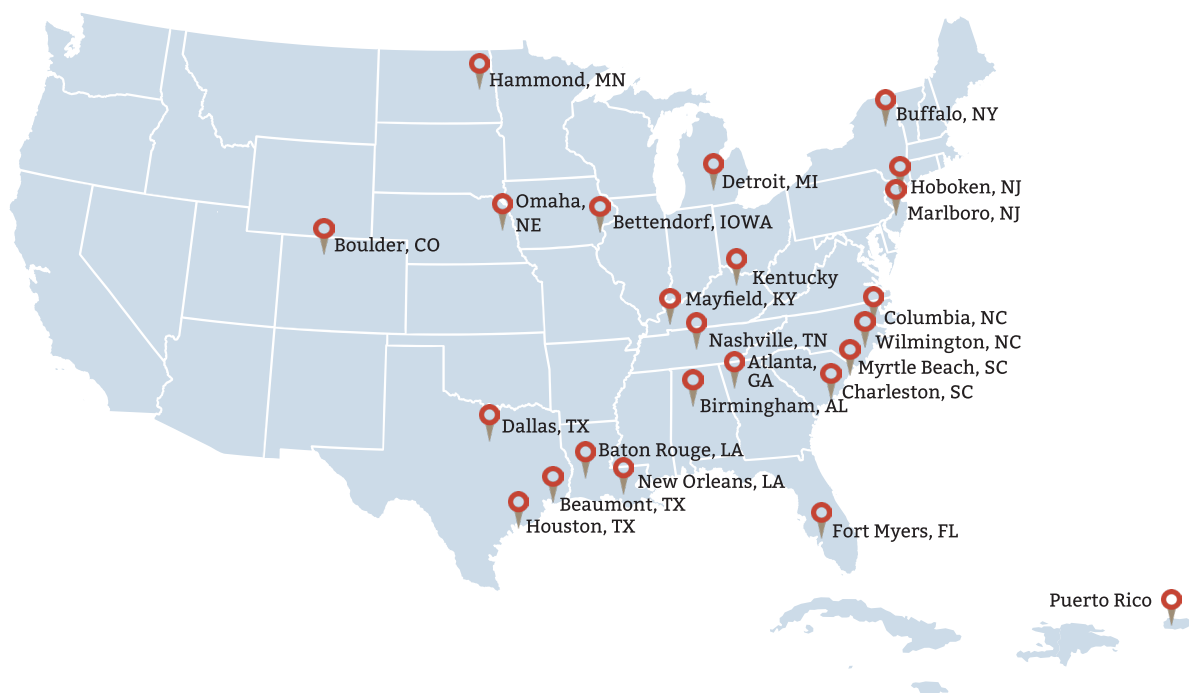 Hammond, MN
Buffalo, NY
Detroit, MI
Hoboken, NJ
Marlboro, NJ
Omaha,
NE
Bettendorf, IOWA
Boulder, CO
Kentucky
Mayfield, KY
Columbia, NC
Nashville, TN
Wilmington, NC
Atlanta,
GA
Myrtle Beach, SC
Charleston, SC
Birmingham, AL
Dallas, TX
Baton Rouge, LA
New Orleans, LA
Beaumont, TX
Houston, TX
Fort Myers, FL
Puerto Rico